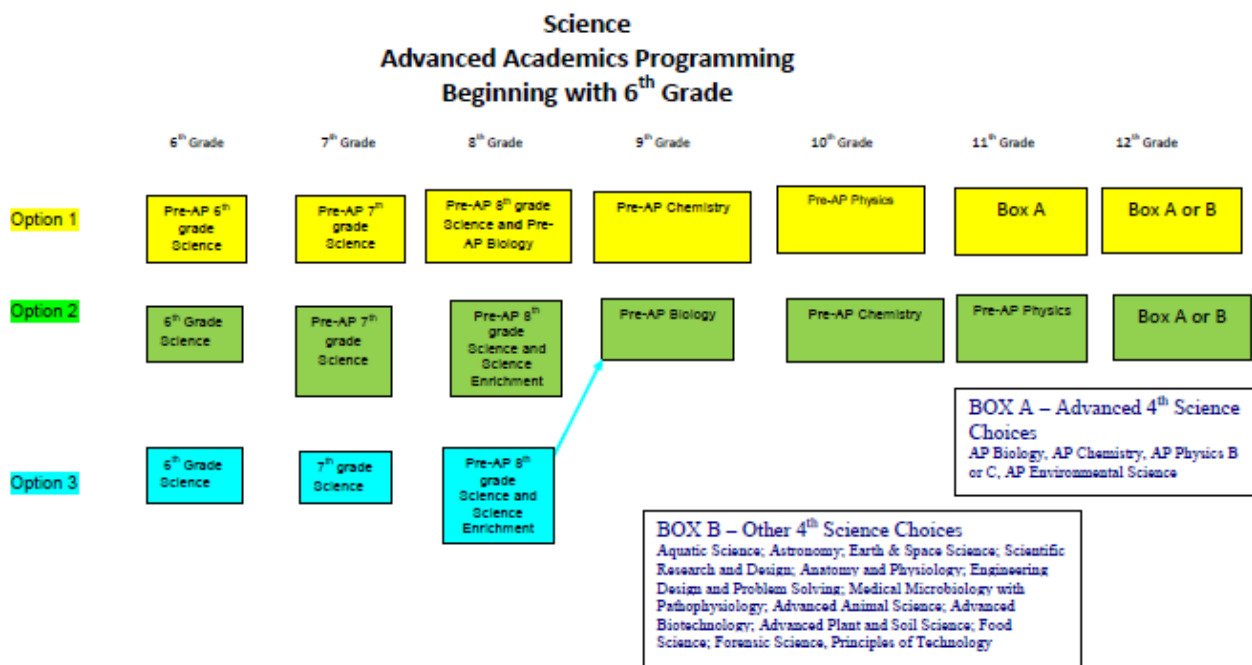 Science
Advanced Academics Programming
Beginning with 6th Grade
6th Grade
7th Grade
8th Grade
9th Grade
10th Grade
11th Grade
12th Grade
Option 1
Pre-AP 6th
grade
Science
Pre-AP 7th
grade
Science
Pre-AP 8th grade
Science and Pre-
AP Biology
Pre-AP Chemistry
Pre-AP Physics
Box A
Box A or B
Option 2
6th Grade
Science
Pre-AP 7th
grade
Science
Pre-AP 8th
grade
Science and
Science
Enrichment
Pre-AP Biology
Pre-AP Chemistry
Pre-AP Physics
Box A or B
Option 3
6th Grade
Science
7th grade
Science
Pre-AP 8th
grade
Science and
Science
Enrichment
BOX A – Advanced 4th Science
Choices
AP Biology, AP Chemistry, AP Physics B
or C, AP Environmental Science
BOX B – Other 4th Science Choices
Aquatic Science; Astronomy; Earth & Space Science; Scientific
Research and Design; Anatomy and Physiology; Engineering
Design and Problem Solving; Medical Microbiology with
Pathophysiology; Advanced Animal Science; Advanced
Biotechnology; Advanced Plant and Soil Science; Food
Science; Forensic Science, Principles of Technology